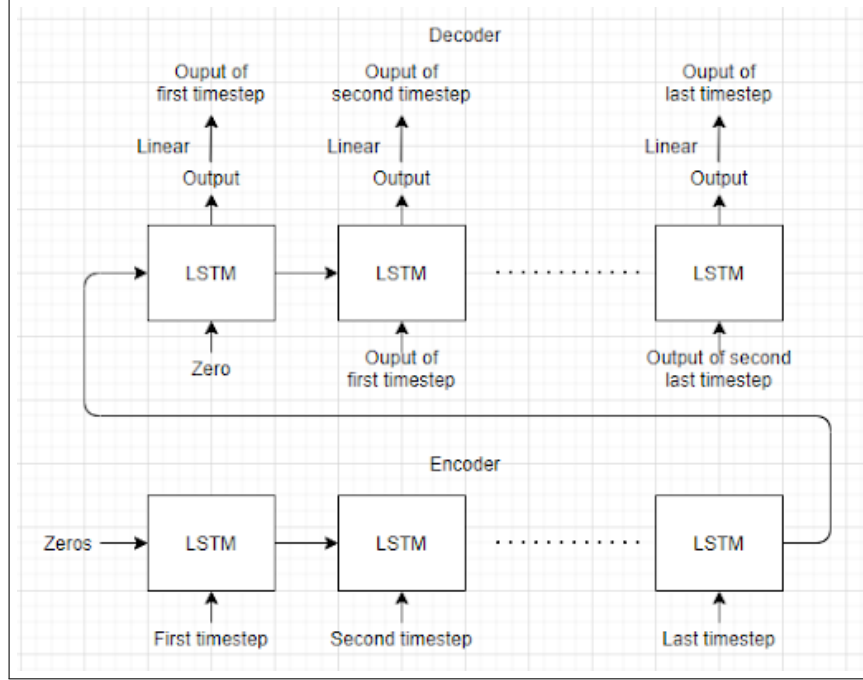 Decoder
Ouput of
first timestep
Ouput of
second timestep
Ouput of
last timestep
Linear
Linear
Linear
Output
Output
Output
LSTM
LSTM
LSTM
Zero
Ouput of
first timestep
Output of second
last timestep
Encoder
Zeros
LSTM
LSTM
LSTM
First timestep
Second timestep
Last timestep